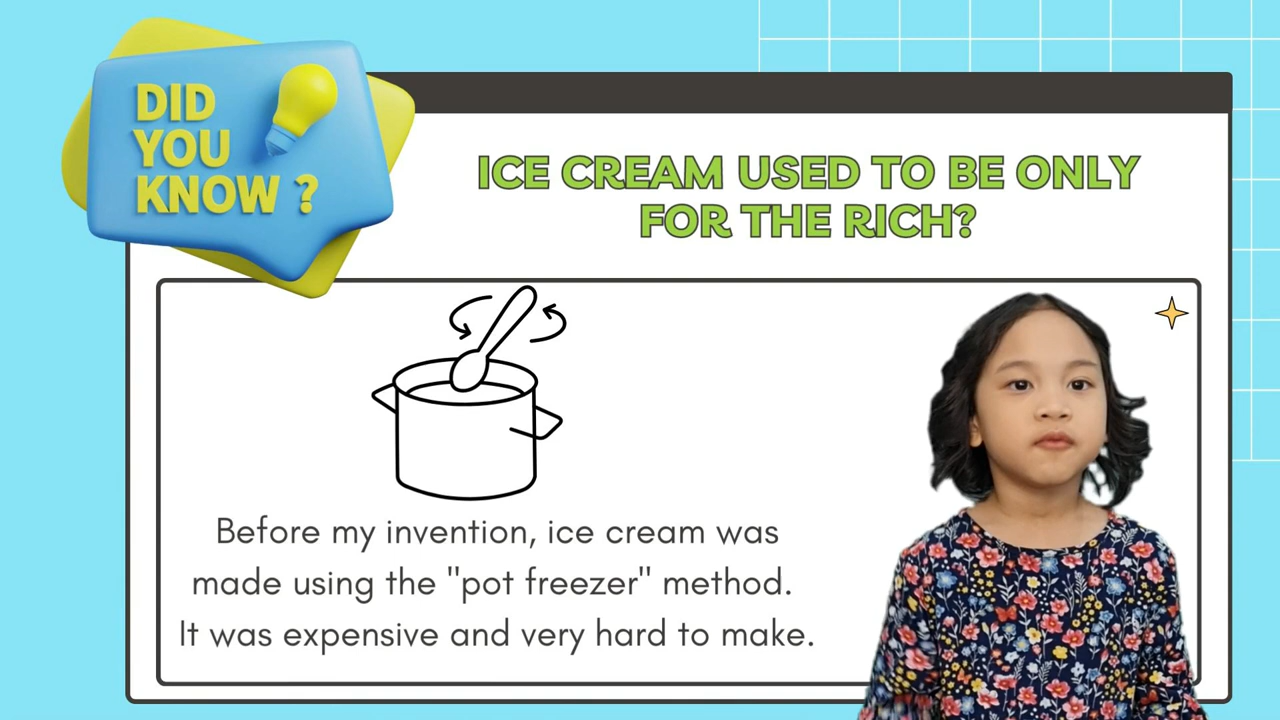 DID
YOU
KNOW ?
ICE CREAM USED TO BE ONLY
FOR THE RICH?
Before my invention, ice cream was
made using the "pot freezer" method.
It was expensive and very hard to make.